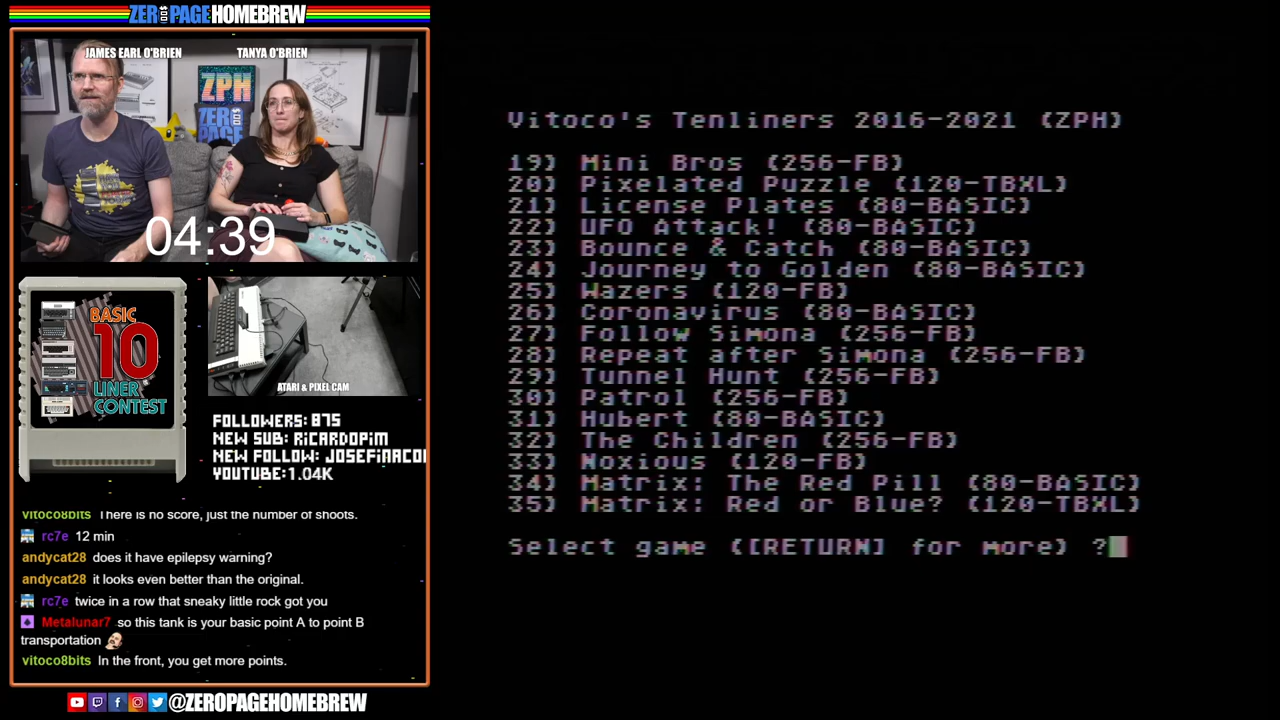 ZEROPAGE HOMEBREW
JAMES EARL O'BRIEN
TANYA O'BRIEN
ZPH
ZERO
PAGE
04:39
BASIC
10
LINER
CONTEST
ATARI & PIXEL CAM
FOLLOWERS: 875
NEW SUB: RICARDOPIM
NEW FOLLOW: JOSEFINACOR
YOUTUBE: 1.04K
vitoco8bits There is no score, just the number of shoots.
rc7e 12 min
andycat28 does it have epilepsy warning?
andycat28 it looks even better than the original.
rc7e twice in a row that sneaky little rock got you
Metalunar7 so this tank is your basic point A to point B
transportation
vitoco8bits In the front, you get more points.
@ZEROPAGEHOMEBREW
Vitoco's Tenliners 2016-2021 (ZPH)
19) Mini Bros (256-FB)
20) Pixelated Puzzle (120-TBXL)
21) License Plates (80-BASIC)
22) UFO Attack! (80-BASIC)
23) Bounce & Catch (80-BASIC)
24) Journey to Golden (80-BASIC)
25) Wazers (120-FB)
26) Coronavirus (80-BASIC)
27) Follow Simona (256-FB)
28) Repeat after Simona (256-FB)
29) Tunnel Hunt (256-FB)
30) Patrol (256-FB)
31) Hubert (80-BASIC)
32) The Children (256-FB)
33) Noxious (120-FB)
34) Matrix: The Red Pill (80-BASIC)
35) Matrix: Red or Blue? (120-TBXL)
Select game ([RETURN] for more) ?